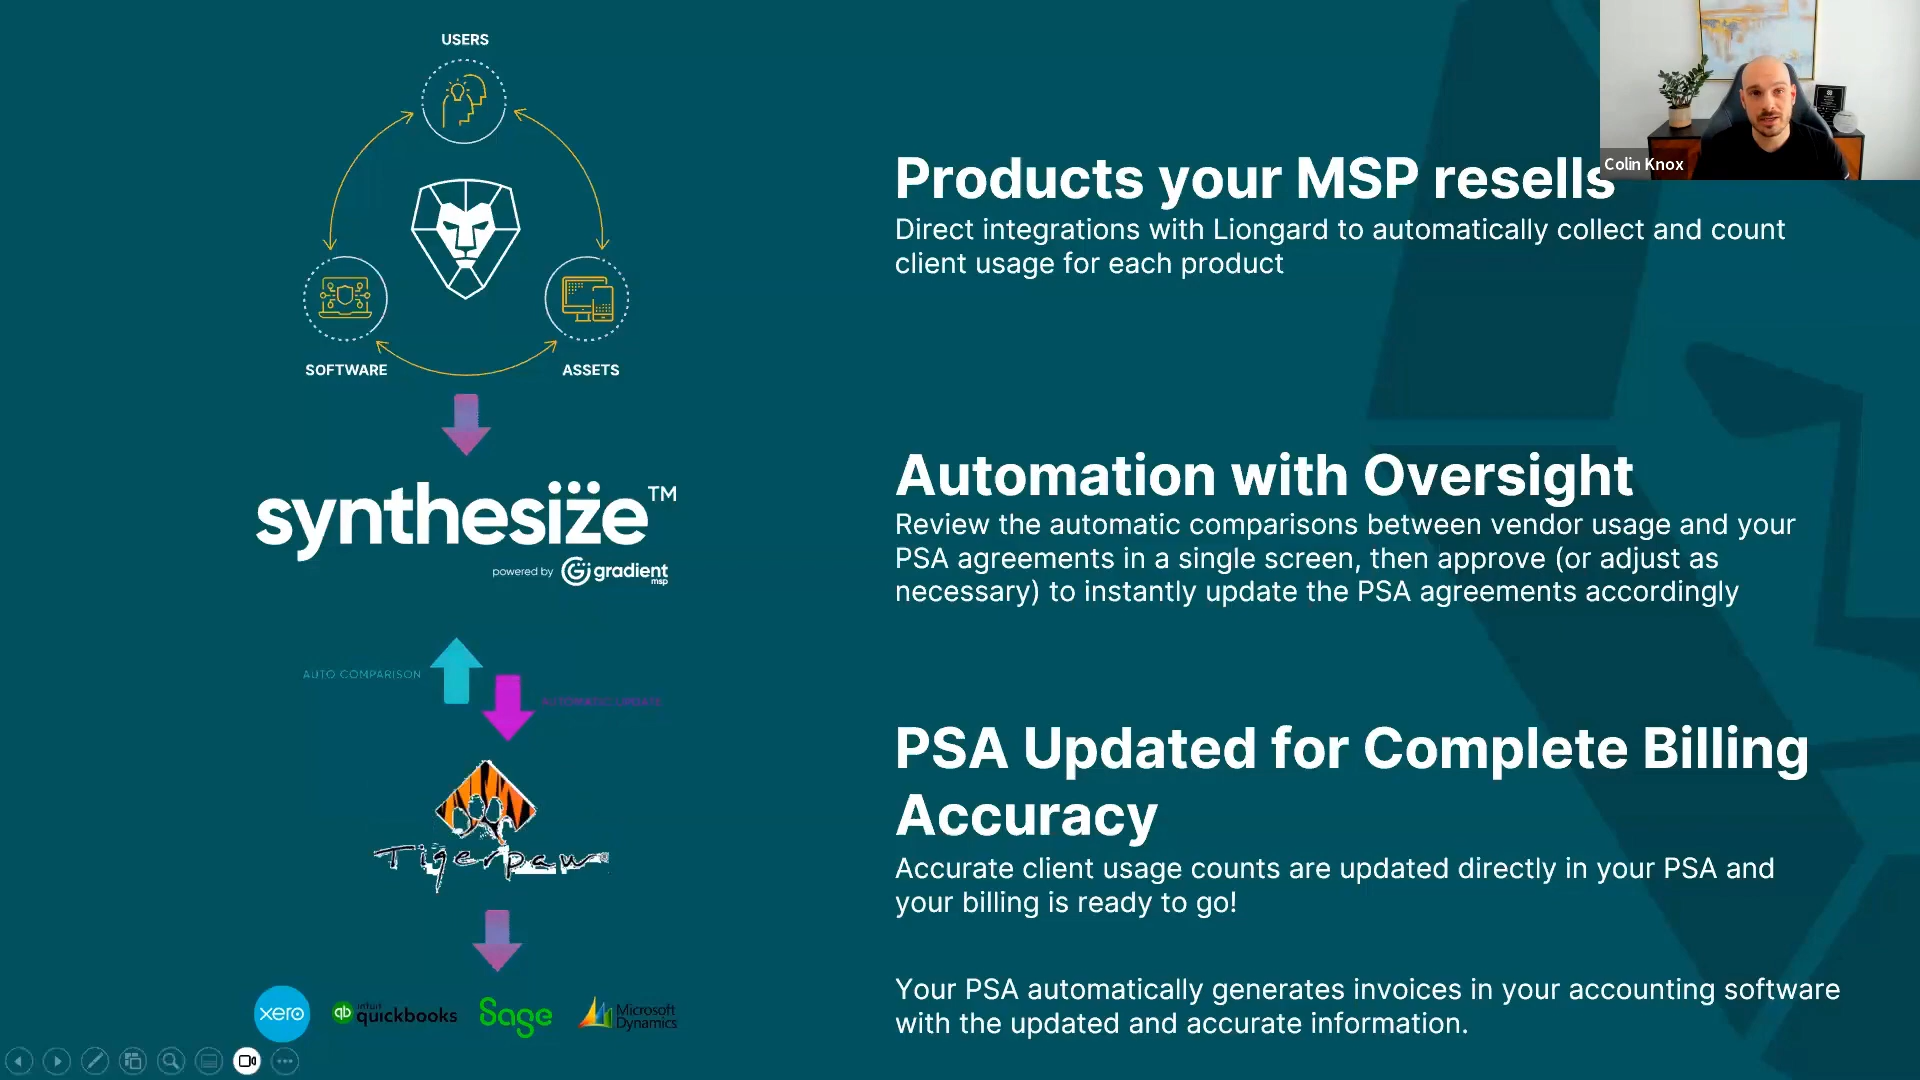 USERS
SOFTWARE
ASSETS
synthesize™
powered by gradient msp
AUTO COMPARISON
AUTOMATIC UPDATE
Tigerpaw
xero
intuit quickbooks
Sage
Microsoft
Dynamics
Colin Knox
Products your MSP resells
Direct integrations with Liongard to automatically collect and count
client usage for each product
Automation with Oversight
Review the automatic comparisons between vendor usage and your
PSA agreements in a single screen, then approve (or adjust as
necessary) to instantly update the PSA agreements accordingly
PSA Updated for Complete Billing
Accuracy
Accurate client usage counts are updated directly in your PSA and
your billing is ready to go!
Your PSA automatically generates invoices in your accounting software
with the updated and accurate information.